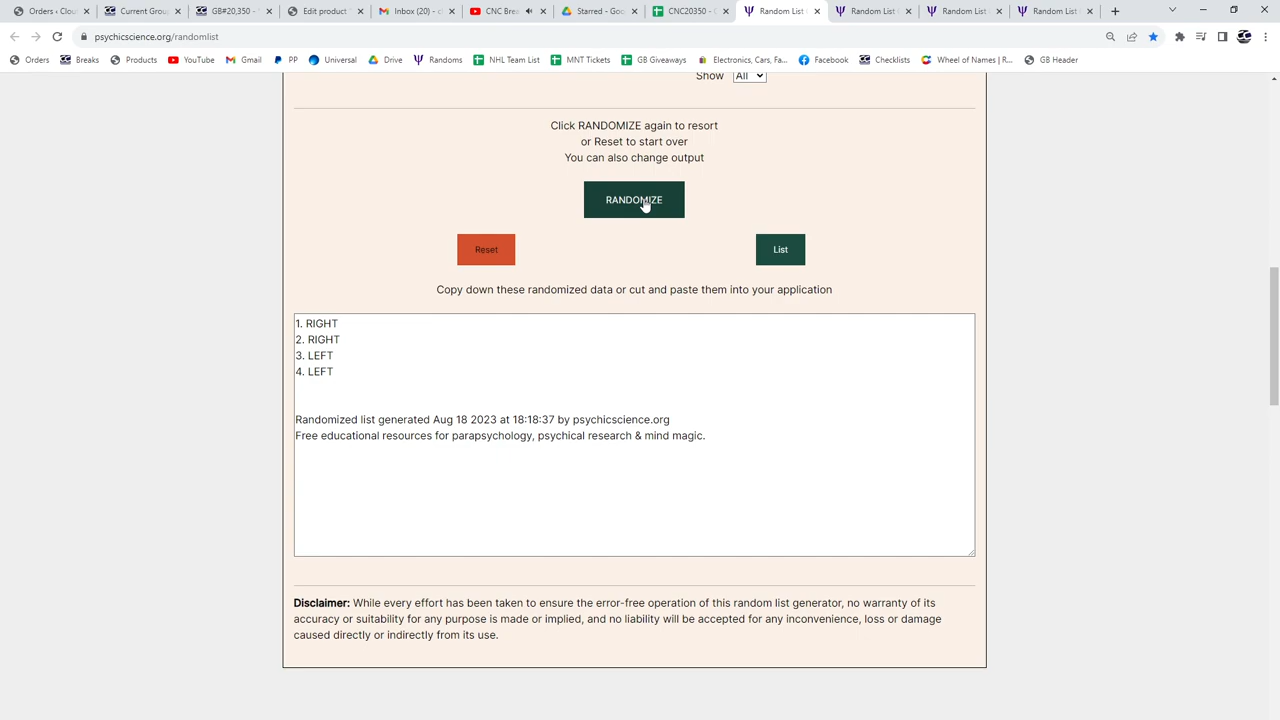 Orders ‹ Clou
Current Grou
GB#20,350 -
Edit product
Inbox (20) -
CNC Brea
Starred - Goo
CNC20350 -
Random List
Random List
Random List
Random List
psychicscience.org/randomlist
Orders
Breaks
Products
YouTube
Gmail
PP
Universal
Drive
Randoms
NHL Team List
MNT Tickets
GB Giveaways
Electronics, Cars, Fa...
Facebook
Checklists
Wheel of Names | R...
GB Header
Show All
Click RANDOMIZE again to resort
or Reset to start over
You can also change output
RANDOMIZE
Reset
List
Copy down these randomized data or cut and paste them into your application
1. RIGHT
2. RIGHT
3. LEFT
4. LEFT
Randomized list generated Aug 18 2023 at 18:18:37 by psychicscience.org
Free educational resources for parapsychology, psychical research & mind magic.
Disclaimer: While every effort has been taken to ensure the error-free operation of this random list generator, no warranty of its
accuracy or suitability for any purpose is made or implied, and no liability will be accepted for any inconvenience, loss or damage
caused directly or indirectly from its use.